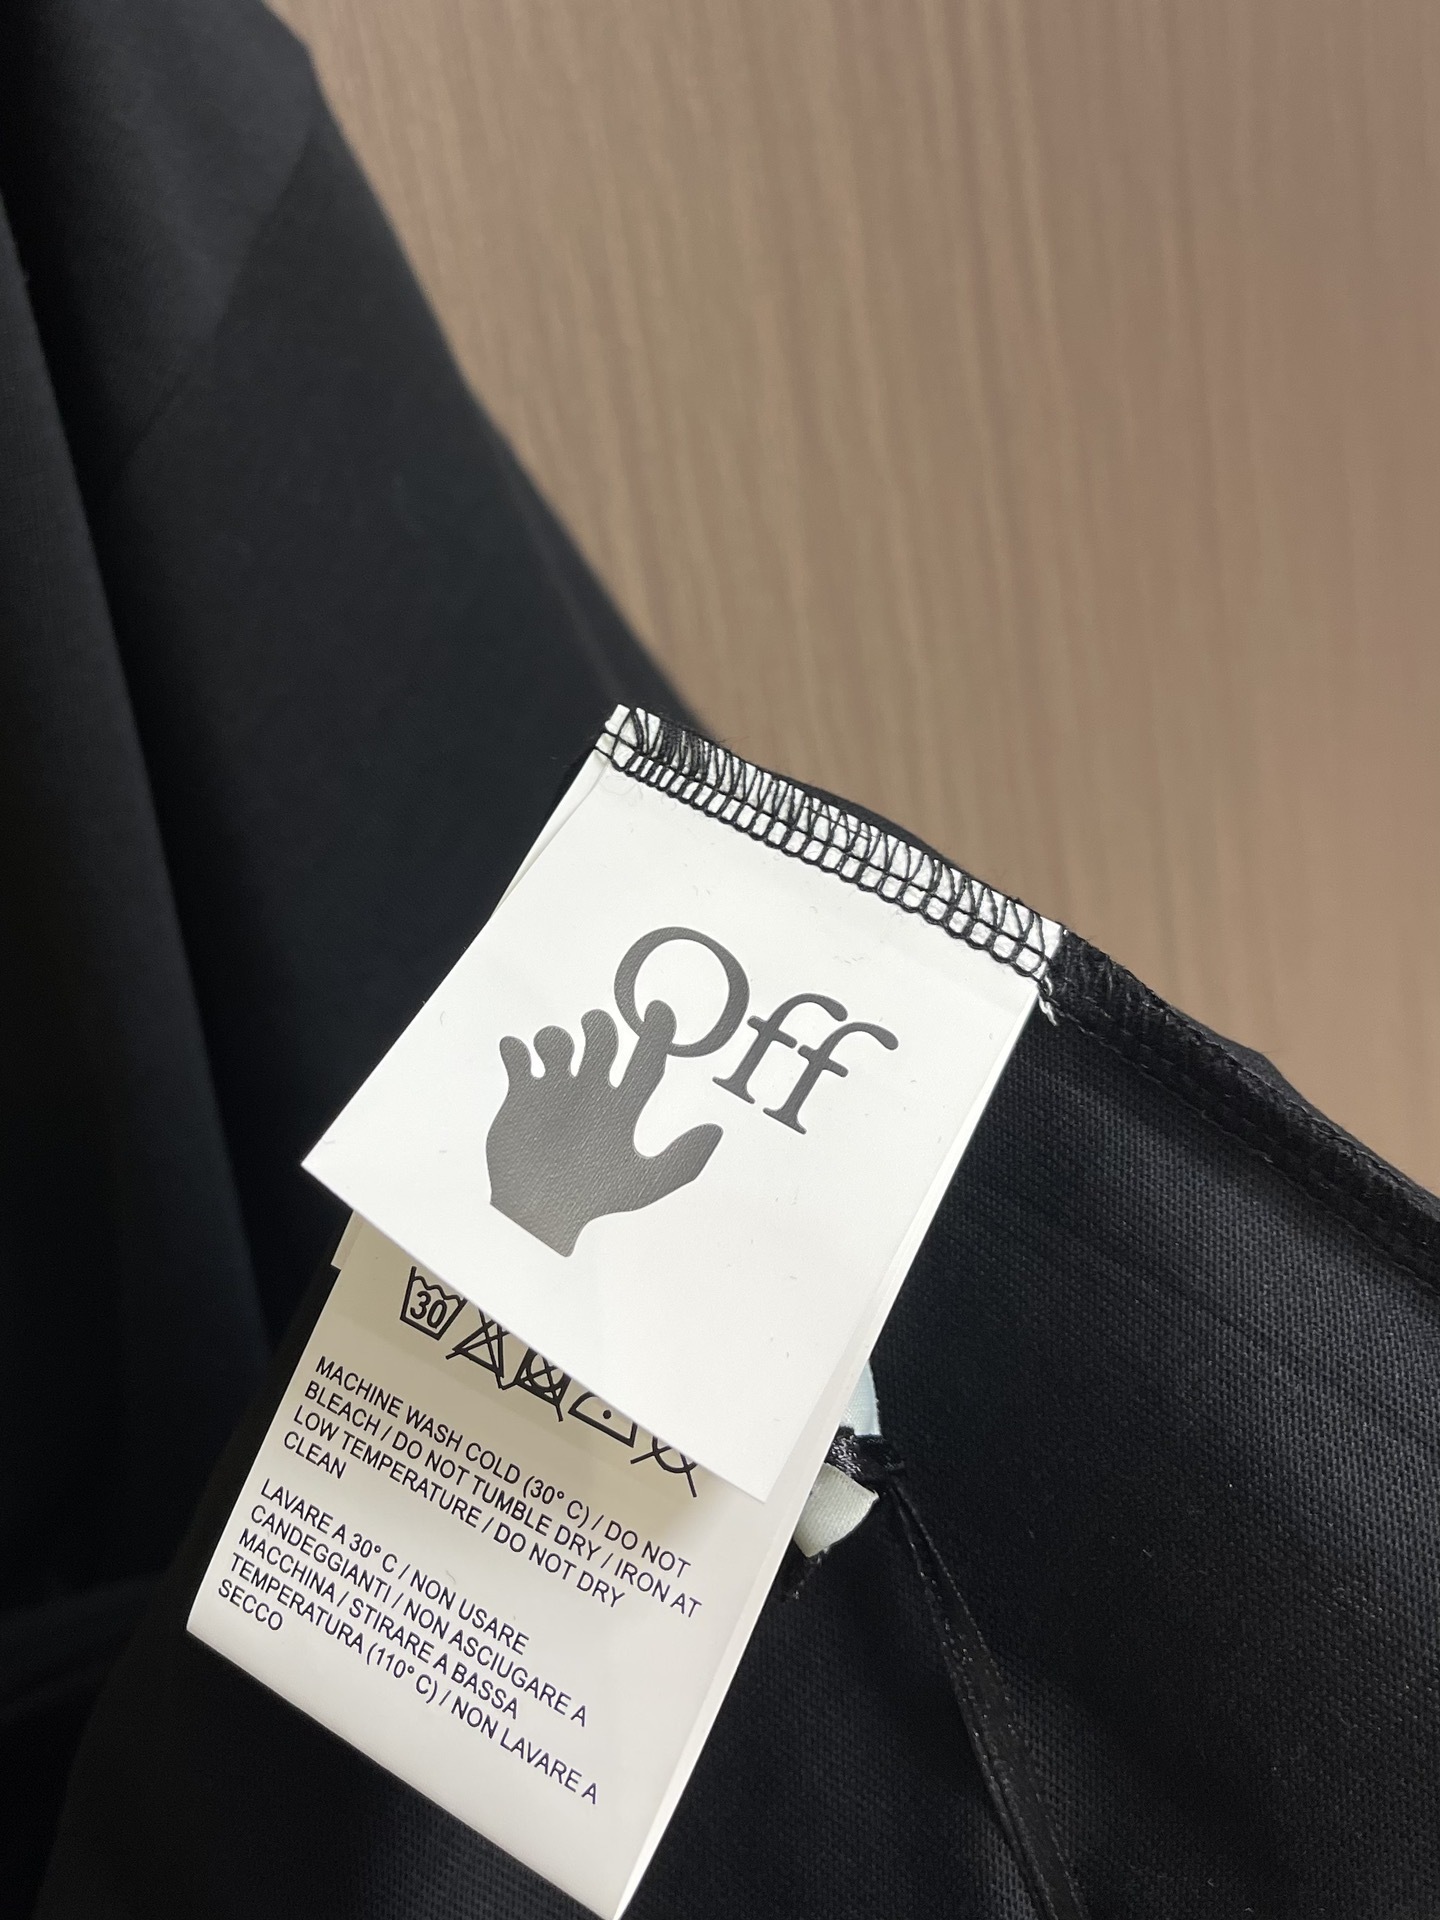 Off
30
MACHINE WASH COLD (30° C) / DO NOT
BLEACH / DO NOT TUMBLE DRY / IRON AT
LOW TEMPERATURE / DO NOT DRY
CLEAN
LAVARE A 30° C / NON USARE
CANDEGGIANTI / NON ASCIUGARE A
MACCHINA / STIRARE A BASSA
TEMPERATURA (110° C) / NON LAVARE A
SECCO